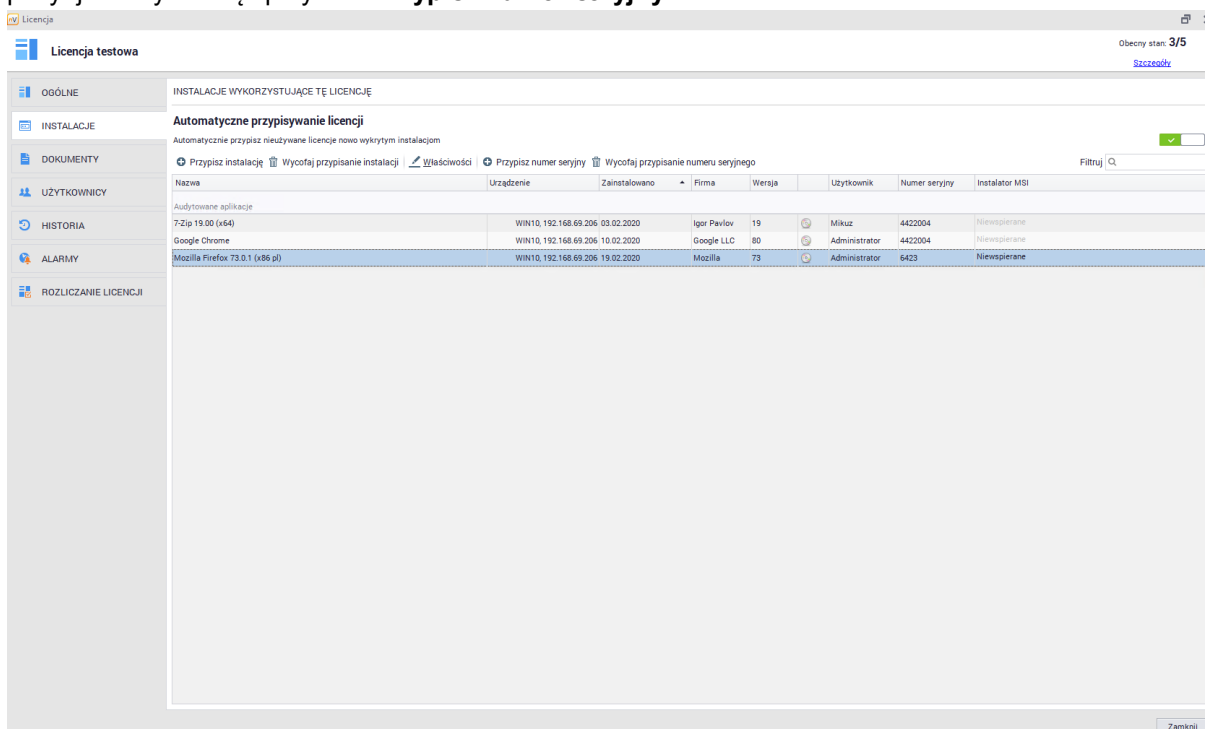 Licencja
Licencja testowa
Obecny stan: 3/5
Szczegóły
OGÓLNE
INSTALACJE
DOKUMENTY
UŻYTKOWNICY
HISTORIA
ALARMY
ROZLICZANIE LICENCJI
INSTALACJE WYKORZYSTUJĄCE TĘ LICENCJĘ
Automatyczne przypisywanie licencji
Automatycznie przypisz nieużywane licencje nowo wykrytym instalacjom
Przypisz instalację Wycofaj przypisanie instalacji Właściwości Przypisz numer seryjny Wycofaj przypisanie numeru seryjnego Filtruj
Nazwa Urządzenie Zainstalowano Firma Wersja Użytkownik Numer seryjny Instalator MSI
Audytowane aplikacje
7-Zip 19.00 (x64) WIN10, 192.168.69.206 03.02.2020 Igor Pavlov 19 Mikuz 4422004 Niewspierane
Google Chrome WIN10, 192.168.69.206 10.02.2020 Google LLC 80 Administrator 4422004 Niewspierane
Mozilla Firefox 73.0.1 (x86 pl) WIN10, 192.168.69.206 19.02.2020 Mozilla 73 Administrator 6423 Niewspierane
Zamknij